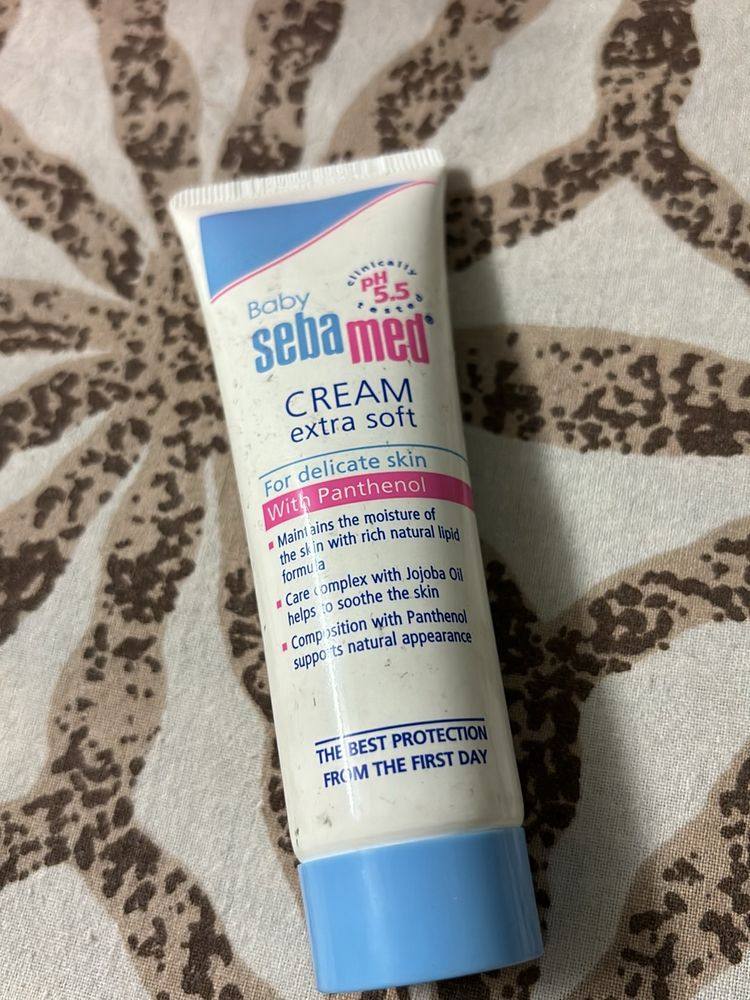 clinically
pH
5.5
tested
Baby
sebamed®
CREAM
extra soft
For delicate skin
With Panthenol
▪ Maintains the moisture of
the skin with rich natural lipid
formula
▪ Care complex with Jojoba Oil
helps to soothe the skin
▪ Composition with Panthenol
supports natural appearance
THE BEST PROTECTION
FROM THE FIRST DAY